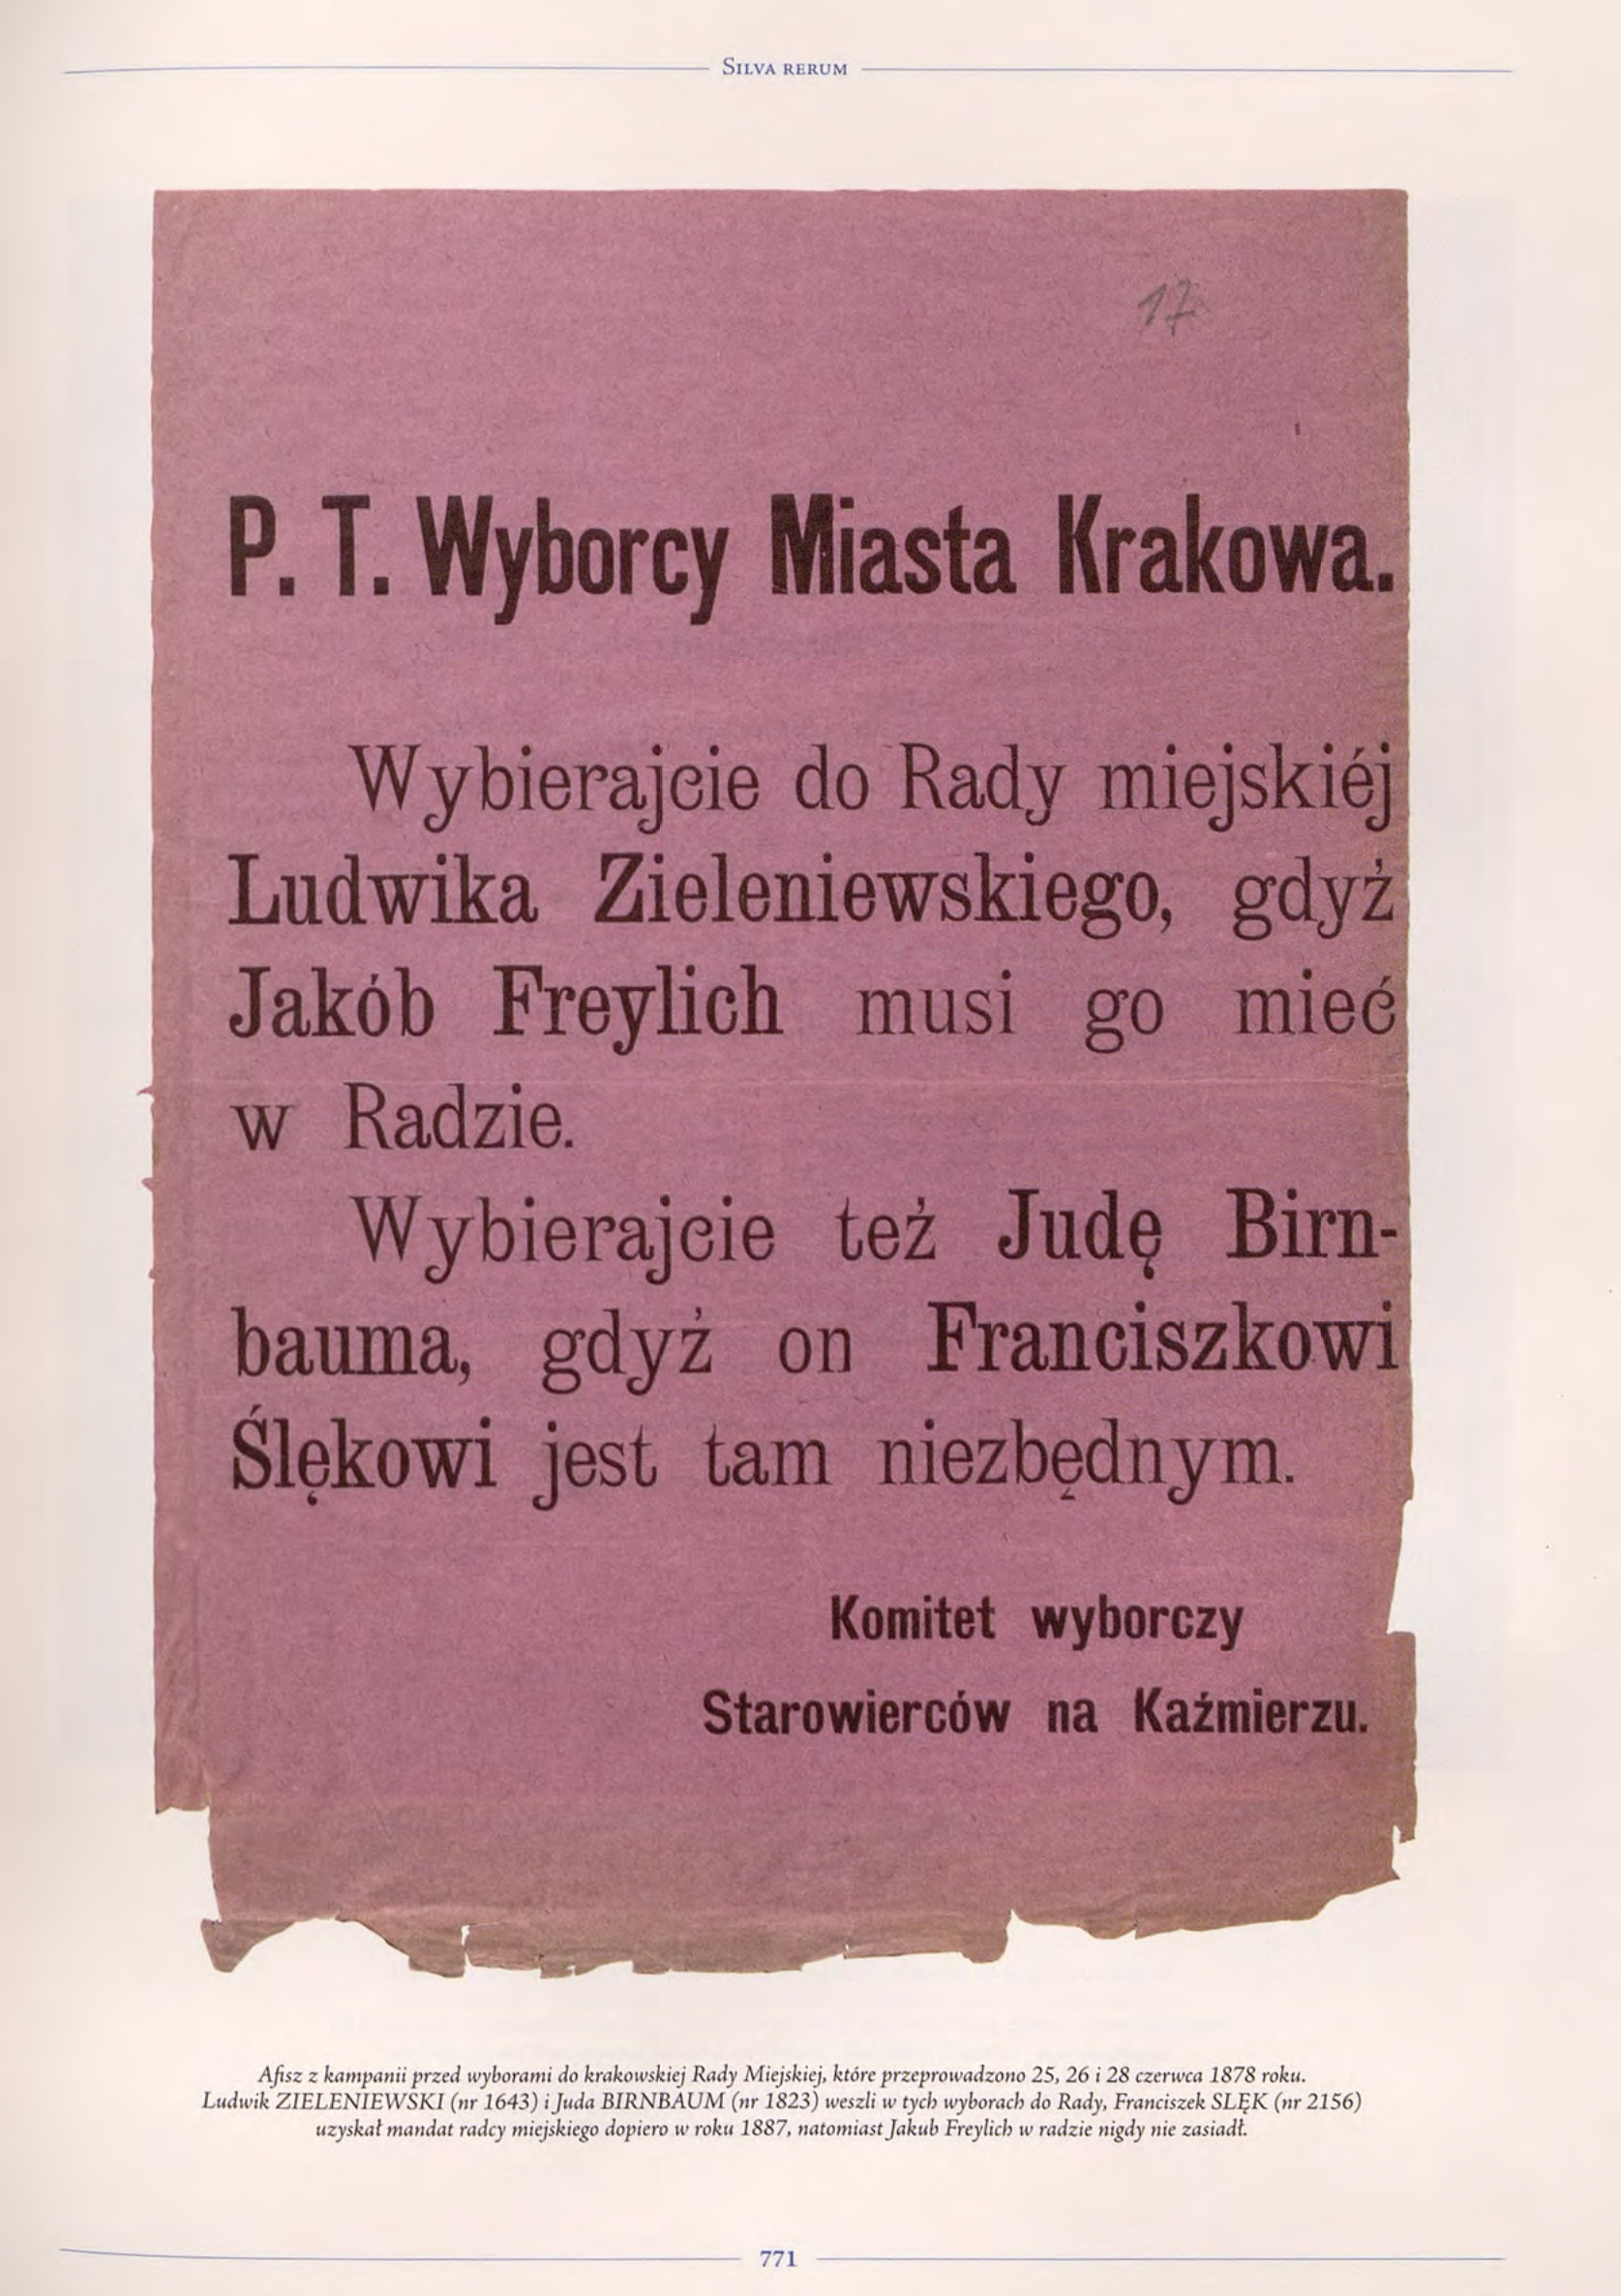 Silva rerum
17
P. T. Wyborcy Miasta Krakowa.
Wybierajcie do Rady miejskiéj
Ludwika Zieleniewskiego, gdyż
Jakób Freylich musi go mieć
w Radzie.
Wybierajcie też Judę Birn-
bauma, gdyż on Franciszkowi
Ślękowi jest tam niezbędnym.
Komitet wyborczy
Starowierców na Kaźmierzu.
Afisz z kampanii przed wyborami do krakowskiej Rady Miejskiej, które przeprowadzono 25, 26 i 28 czerwca 1878 roku.
Ludwik ZIELENIEWSKI (nr 1643) i Juda BIRNBAUM (nr 1823) weszli w tych wyborach do Rady, Franciszek SLĘK (nr 2156)
uzyskał mandat radcy miejskiego dopiero w roku 1887, natomiast Jakub Freylich w radzie nigdy nie zasiadł.
771